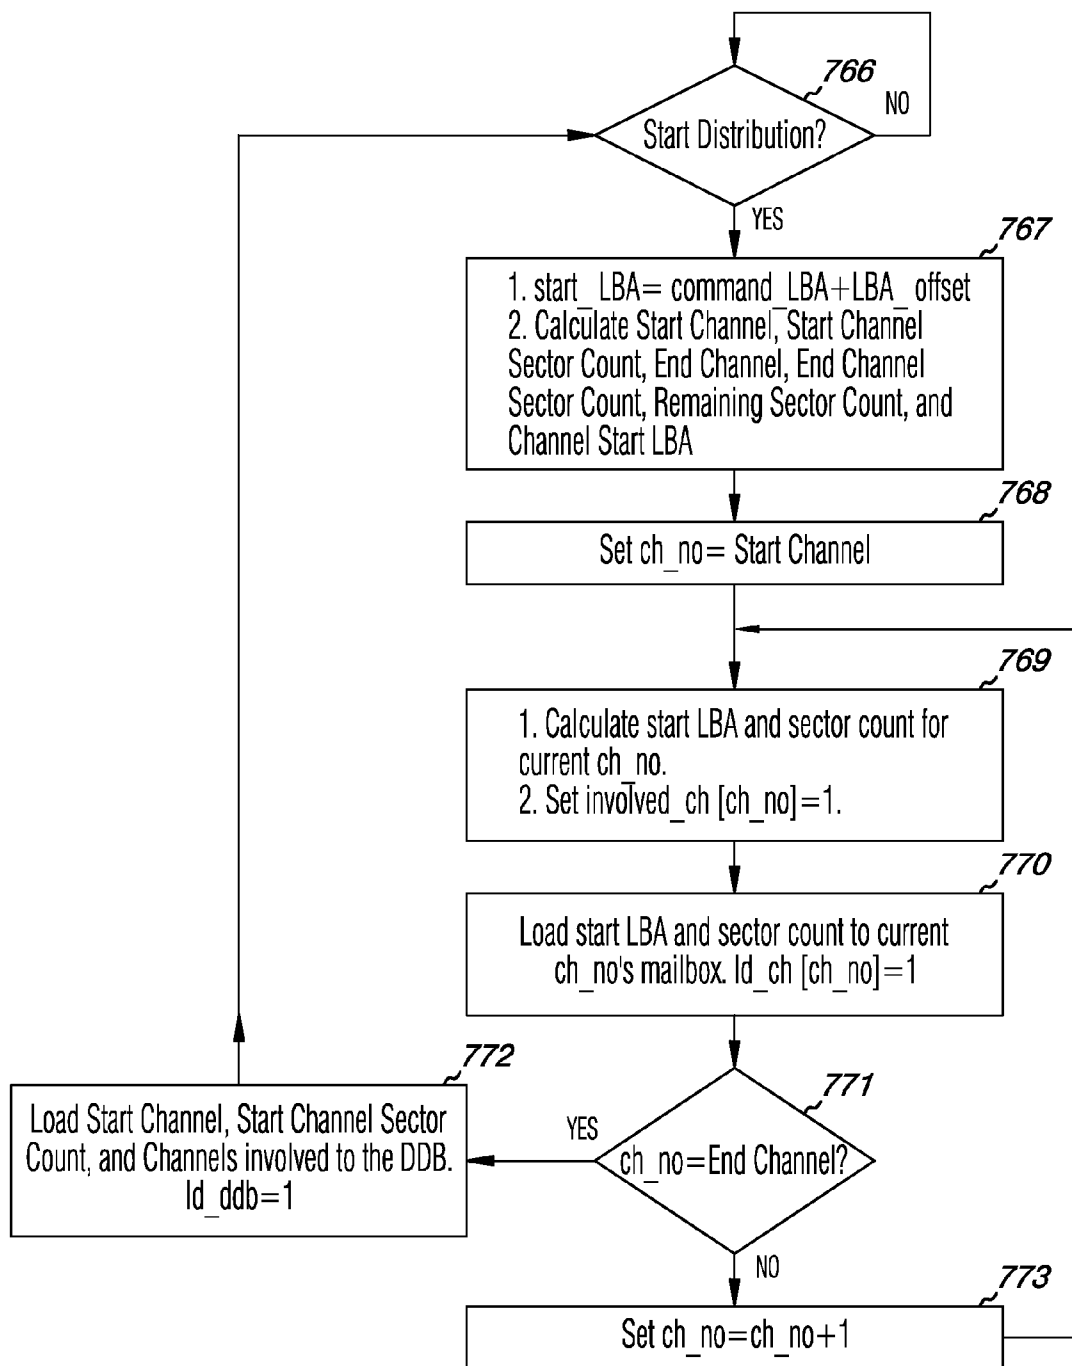 766
NO
Start Distribution?
YES
767
1. start_LBA= command_LBA+LBA_ offset
2. Calculate Start Channel, Start Channel
Sector Count, End Channel, End Channel
Sector Count, Remaining Sector Count, and
Channel Start LBA
768
Set ch_no= Start Channel
769
1. Calculate start LBA and sector count for
current ch_no.
2. Set involved_ch [ch_no]=1.
770
Load start LBA and sector count to current
ch_no's mailbox. ld_ch [ch_no]=1
771
ch_no=End Channel?
YES
772
Load Start Channel, Start Channel Sector
Count, and Channels involved to the DDB.
ld_ddb=1
NO
773
Set ch_no=ch_no+1